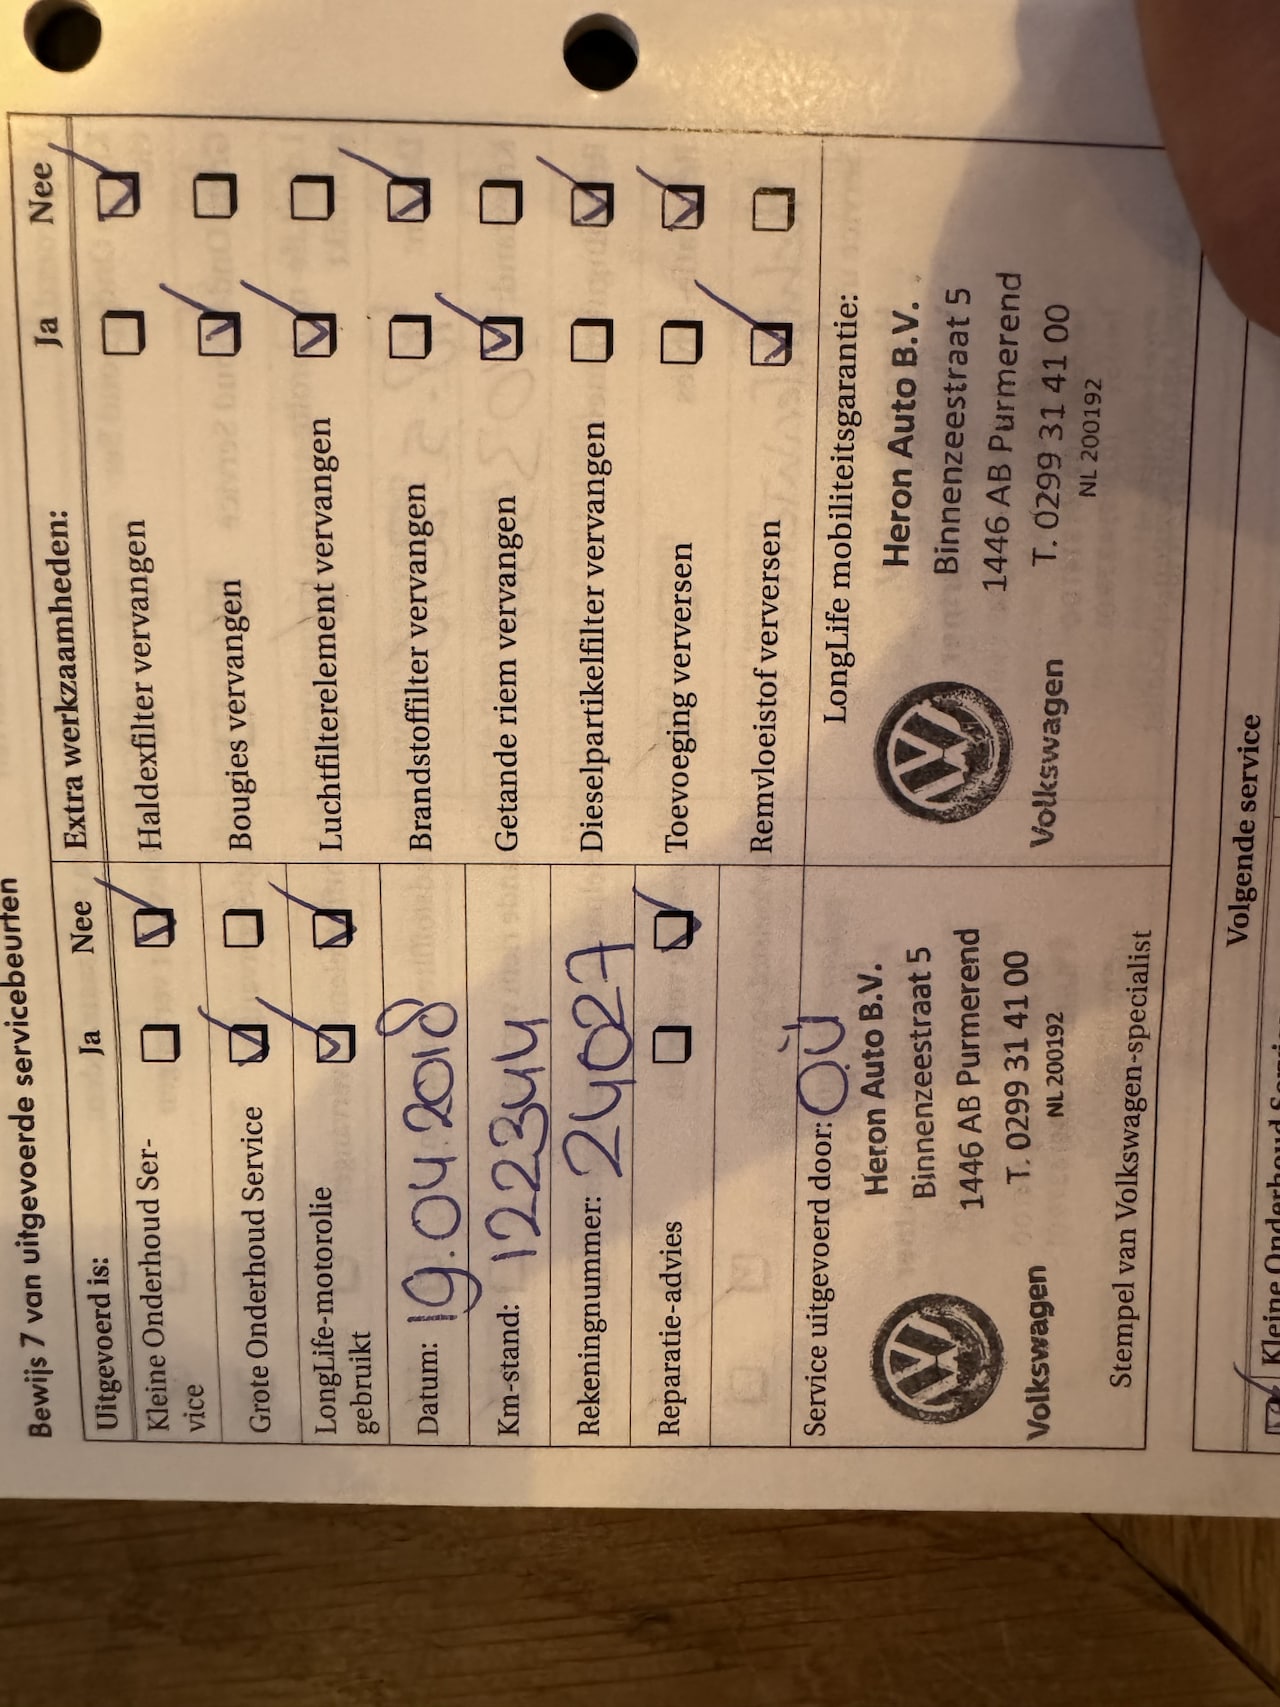 Bewijs 7 van uitgevoerde servicebeurten
Uitgevoerd is: Ja Nee
Kleine Onderhoud Ser-
vice
Grote Onderhoud Service
LongLife-motorolie
gebruikt
Datum: 19.04.2018
Km-stand: 122344
Rekeningnummer: 24027
Reparatie-advies
Extra werkzaamheden: Ja Nee
Haldexfilter vervangen
Bougies vervangen
Luchtfilterelement vervangen
Brandstoffilter vervangen
Getande riem vervangen
Dieselpartikelfilter vervangen
Toevoeging verversen
Remvloeistof verversen
Service uitgevoerd door:
Heron Auto B.V.
Binnenzeestraat 5
1446 AB Purmerend
T. 0299 31 41 00
NL 200192
Volkswagen
Stempel van Volkswagen-specialist
LongLife mobiliteitsgarantie:
Heron Auto B.V.
Binnenzeestraat 5
1446 AB Purmerend
T. 0299 31 41 00
NL 200192
Volkswagen
Volgende service
Kleine Onderhoud Servic